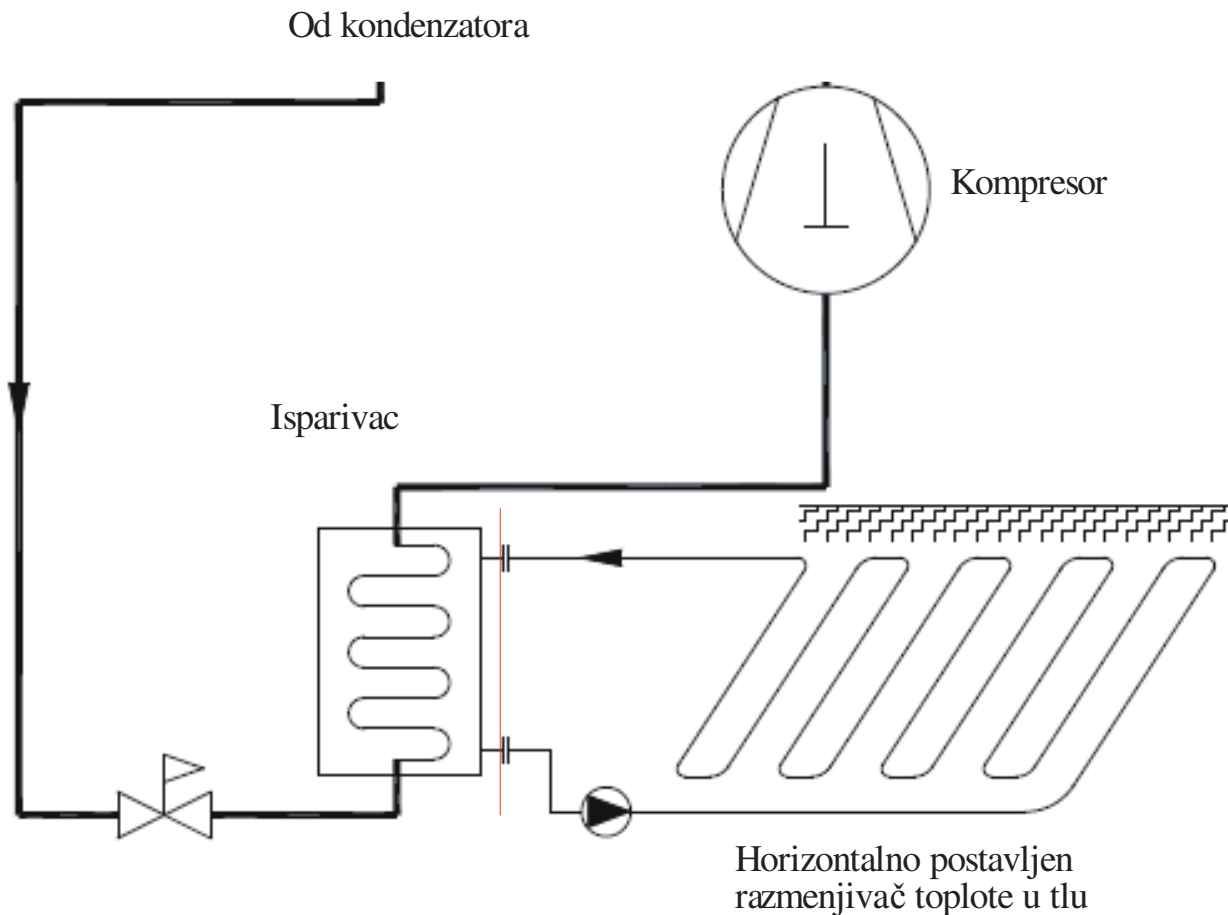 Od kondenzatora
Kompresor
Isparivac
Horizontalno postavljen
razmenjivač toplote u tlu